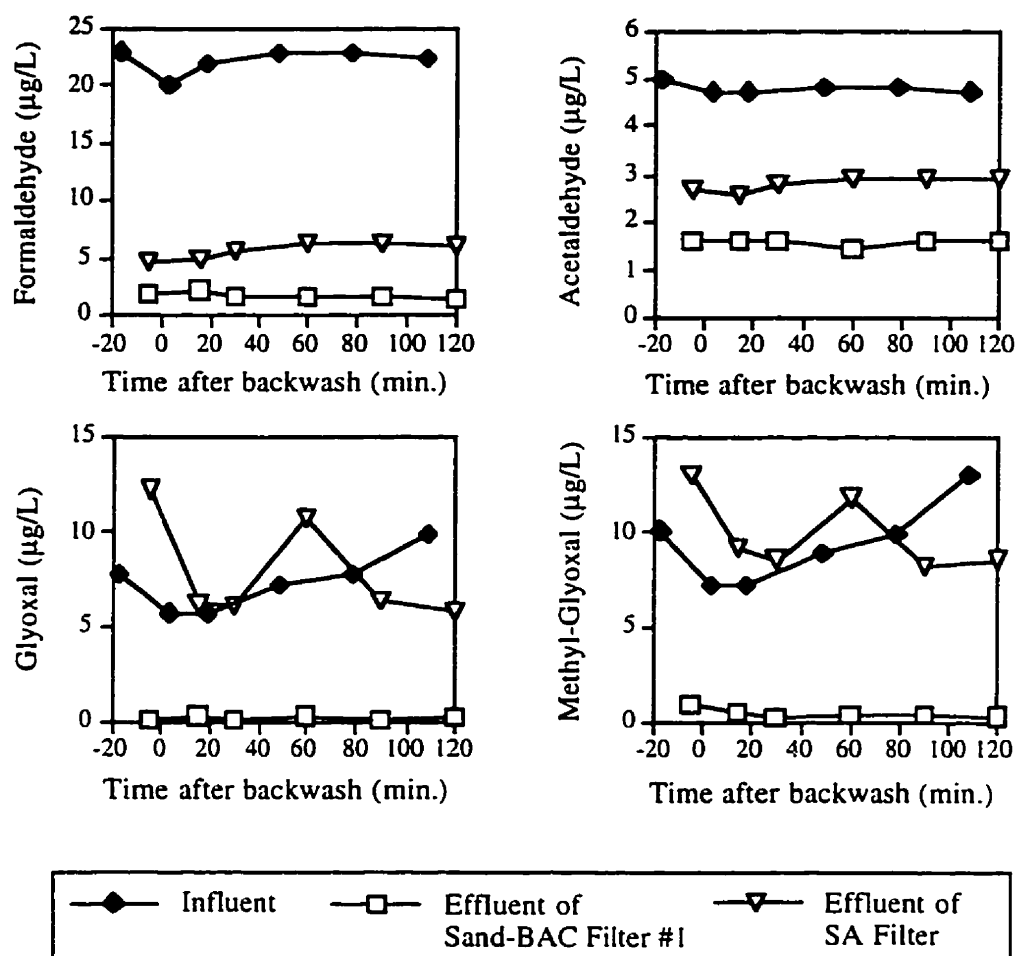 Formaldehyde (µg/L)
25
20
15
10
5
0
-20 0 20 40 60 80 100 120
Time after backwash (min.)
Acetaldehyde (µg/L)
6
5
4
3
2
1
0
-20 0 20 40 60 80 100 120
Time after backwash (min.)
Glyoxal (µg/L)
15
10
5
0
-20 0 20 40 60 80 100 120
Time after backwash (min.)
Methyl-Glyoxal (µg/L)
15
10
5
0
-20 0 20 40 60 80 100 120
Time after backwash (min.)
Influent
Effluent of
Sand-BAC Filter #1
Effluent of
SA Filter